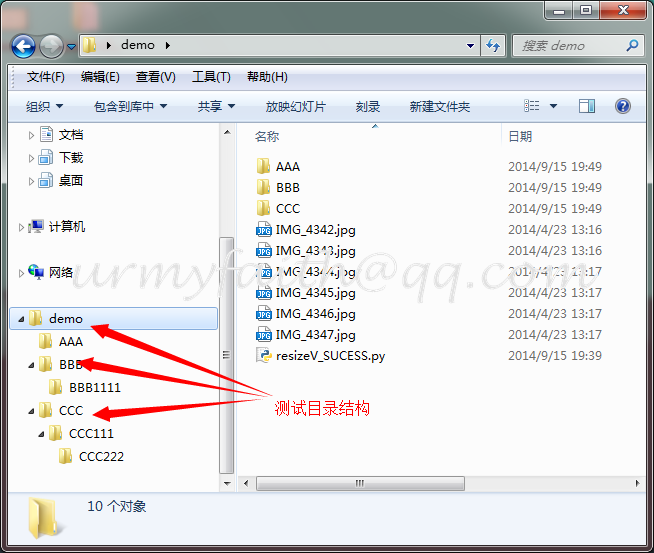 demo
搜索 demo
文件(F) 编辑(E) 查看(V) 工具(T) 帮助(H)
组织 包含到库中 共享 放映幻灯片 刻录 新建文件夹
文档
下载
桌面
计算机
网络
demo
AAA
BBB
BBB1111
CCC
CCC111
CCC222
名称 日期
AAA 2014/9/15 19:49
BBB 2014/9/15 19:49
CCC 2014/9/15 19:49
IMG_4342.jpg 2014/4/23 13:16
IMG_4343.jpg 2014/4/23 13:16
IMG_4344.jpg 2014/4/23 13:17
IMG_4345.jpg 2014/4/23 13:17
IMG_4346.jpg 2014/4/23 13:17
IMG_4347.jpg 2014/4/23 13:17
resizeV_SUCESS.py 2014/9/15 19:39
urmyfaith@qq.com
测试目录结构
10 个对象